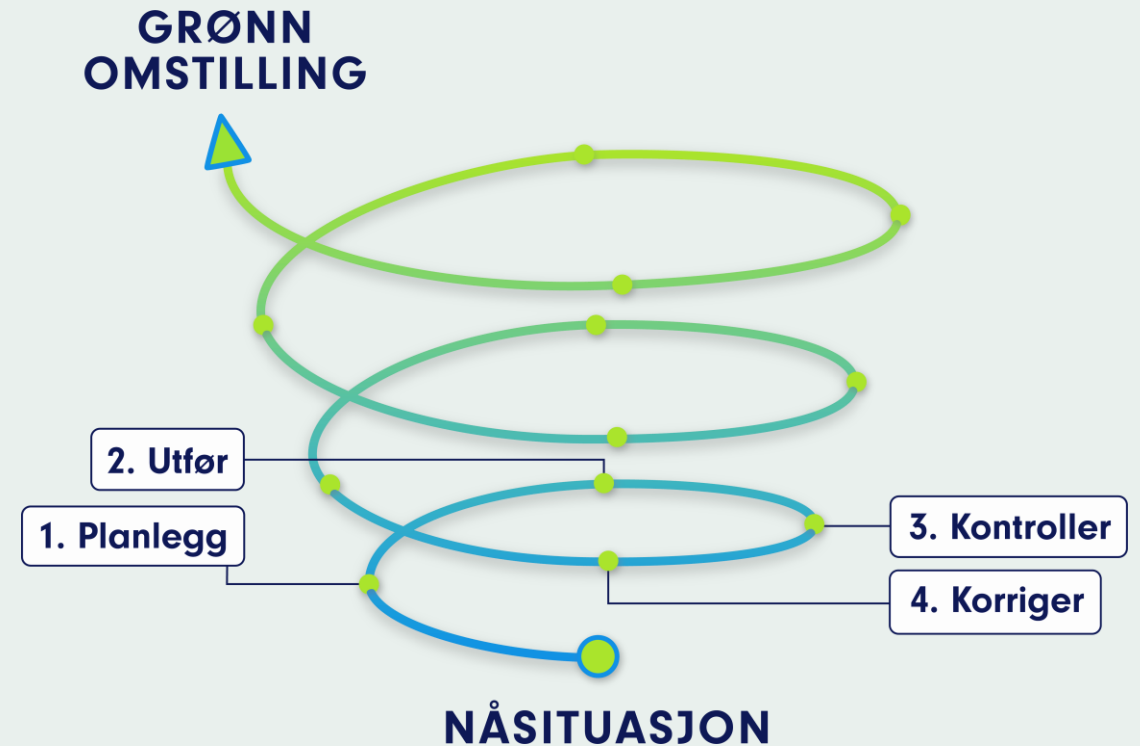 GRØNN
OMSTILLING
2. Utfør
1. Planlegg
3. Kontroller
4. Korriger
NÅSITUASJON